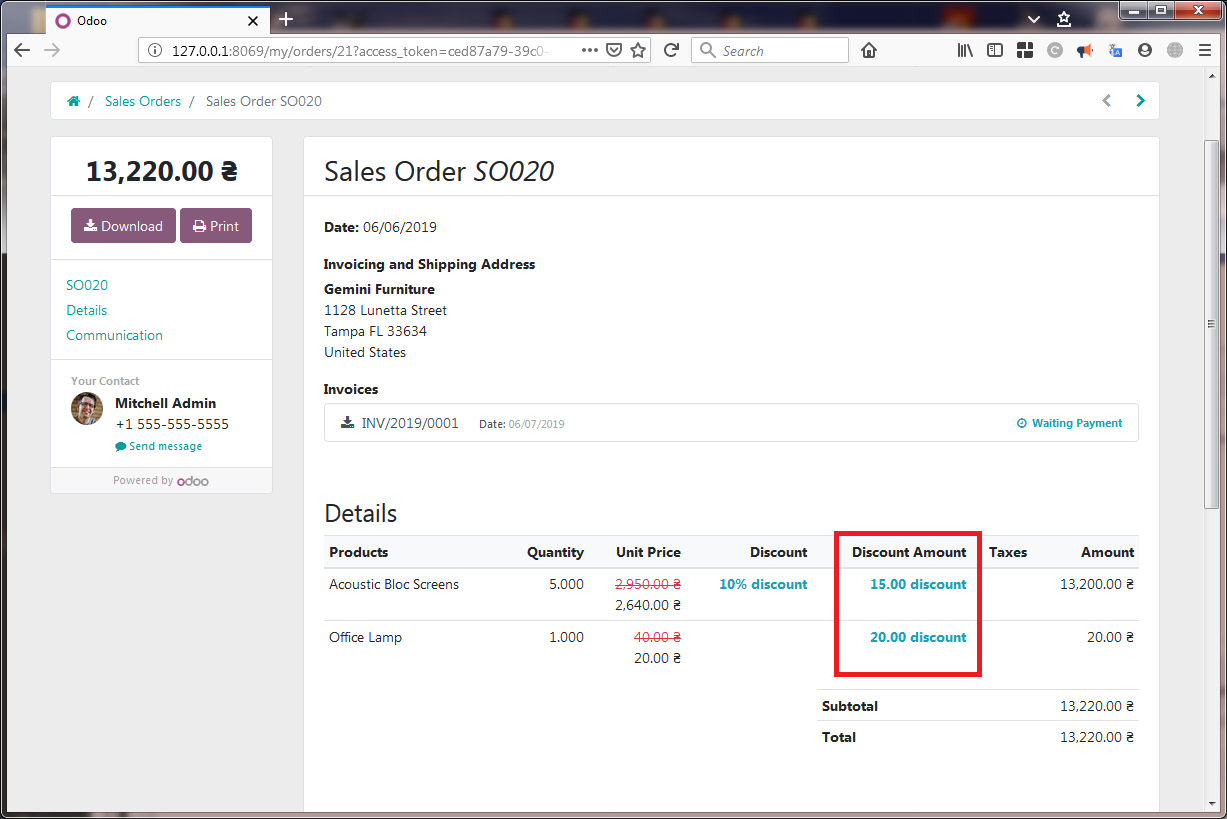 Odoo
127.0.0.1:8069/my/orders/21?access_token=ced87a79-39c0-
Search
/ Sales Orders / Sales Order SO020
13,220.00 ₴
Download Print
SO020
Details
Communication
Your Contact
Mitchell Admin
+1 555-555-5555
Send message
Powered by odoo
Sales Order SO020
Date: 06/06/2019
Invoicing and Shipping Address
Gemini Furniture
1128 Lunetta Street
Tampa FL 33634
United States
Invoices
INV/2019/0001 Date: 06/07/2019 Waiting Payment
Details
Products Quantity Unit Price Discount Discount Amount Taxes Amount
Acoustic Bloc Screens 5.000 2,950.00 ₴ 10% discount 15.00 discount 13,200.00 ₴
2,640.00 ₴
Office Lamp 1.000 40.00 ₴ 20.00 discount 20.00 ₴
20.00 ₴
Subtotal 13,220.00 ₴
Total 13,220.00 ₴